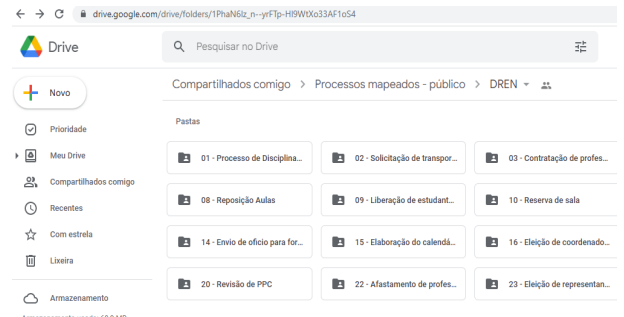 drive.google.com/drive/folders/1PhaN6lz_n--yrFTp-HI9WtXo33AF1oS4
Drive
Pesquisar no Drive
Novo
Compartilhados comigo > Processos mapeados - público > DREN
Prioridade
Meu Drive
Compartilhados comigo
Recentes
Com estrela
Lixeira
Armazenamento
Pastas
01 - Processo de Disciplina...
02 - Solicitação de transpor...
03 - Contratação de profes...
08 - Reposição Aulas
09 - Liberação de estudant...
10 - Reserva de sala
14 - Envio de oficio para for...
15 - Elaboração do calendá...
16 - Eleição de coordenado...
20 - Revisão de PPC
22 - Afastamento de profes...
23 - Eleição de representan...